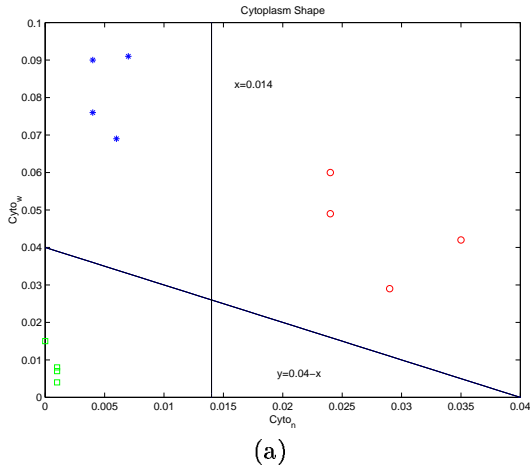 Cytoplasm Shape
0.1
0.09
0.08
0.07
0.06
0.05
0.04
0.03
0.02
0.01
0
Cyto_w
x=0.014
y=0.04−x
0 0.005 0.01 0.015 0.02 0.025 0.03 0.035 0.04
Cyto_n
(a)